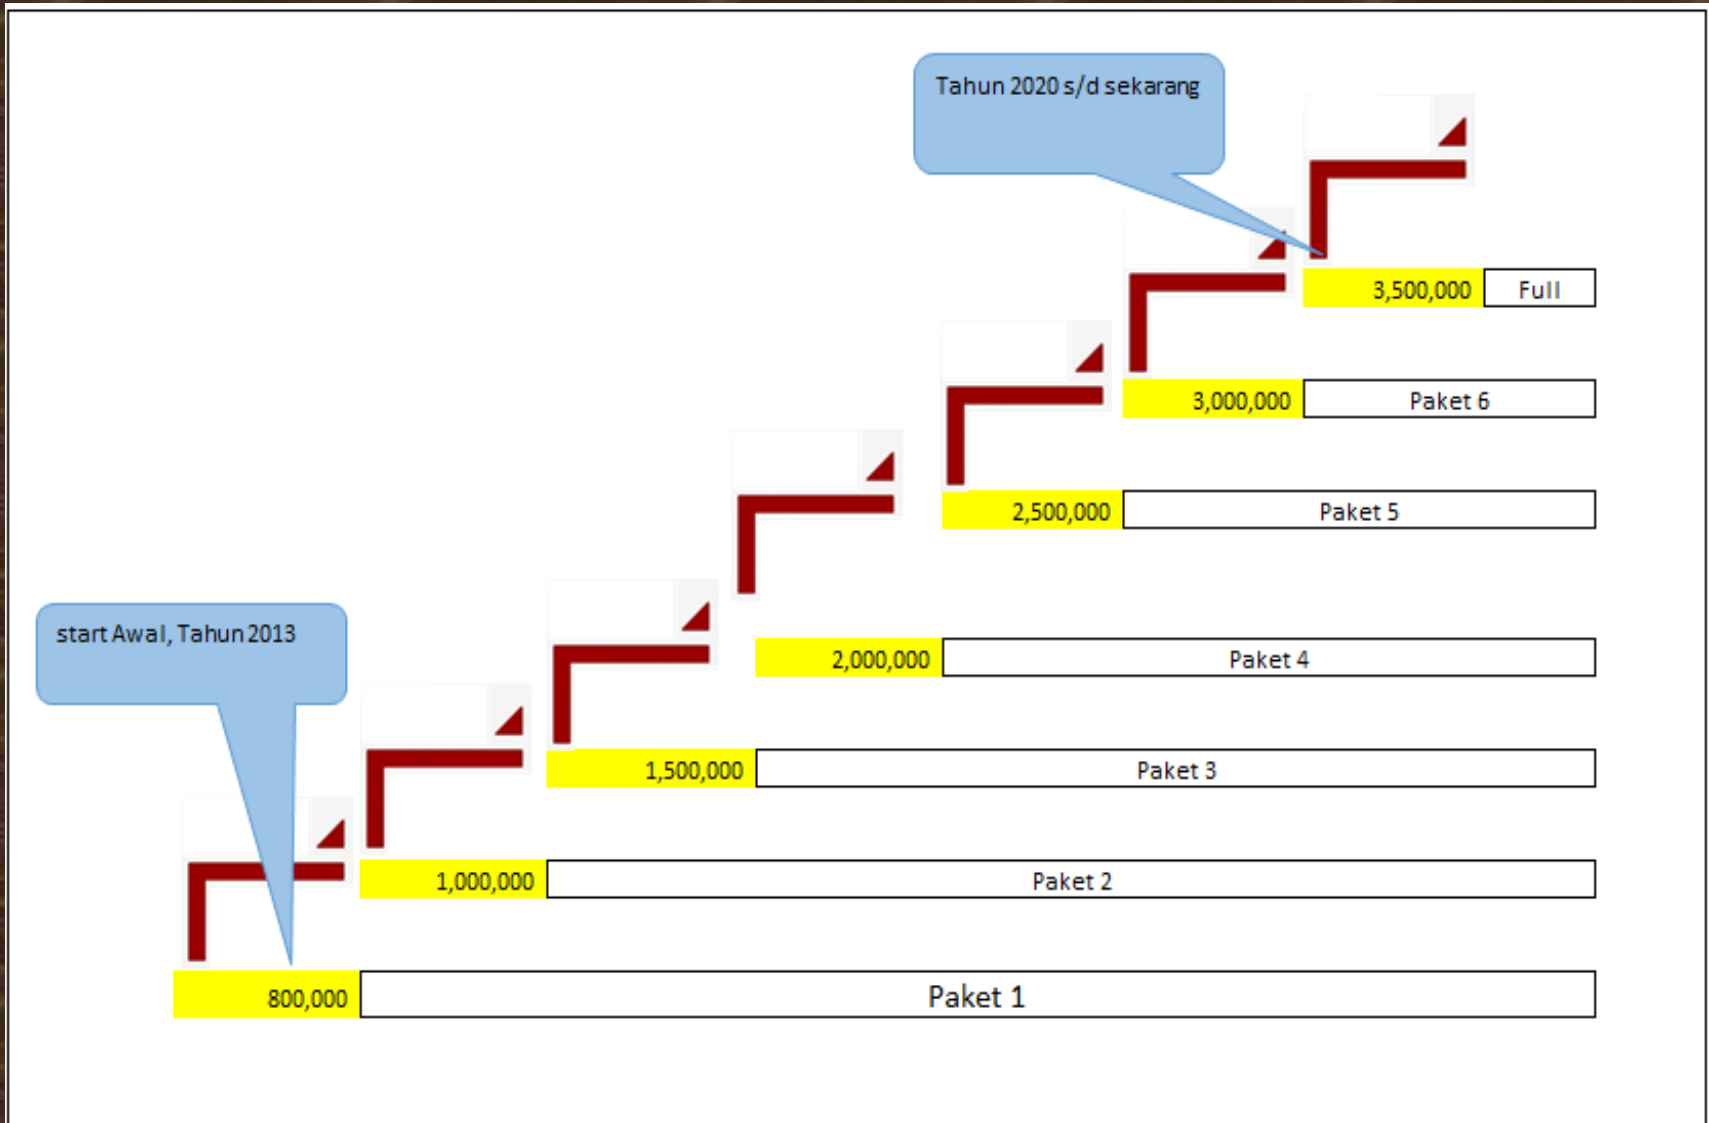 Tahun 2020 s/d sekarang
3,500,000 Full
3,000,000 Paket 6
2,500,000 Paket 5
start Awal, Tahun 2013
2,000,000 Paket 4
1,500,000 Paket 3
1,000,000 Paket 2
800,000 Paket 1